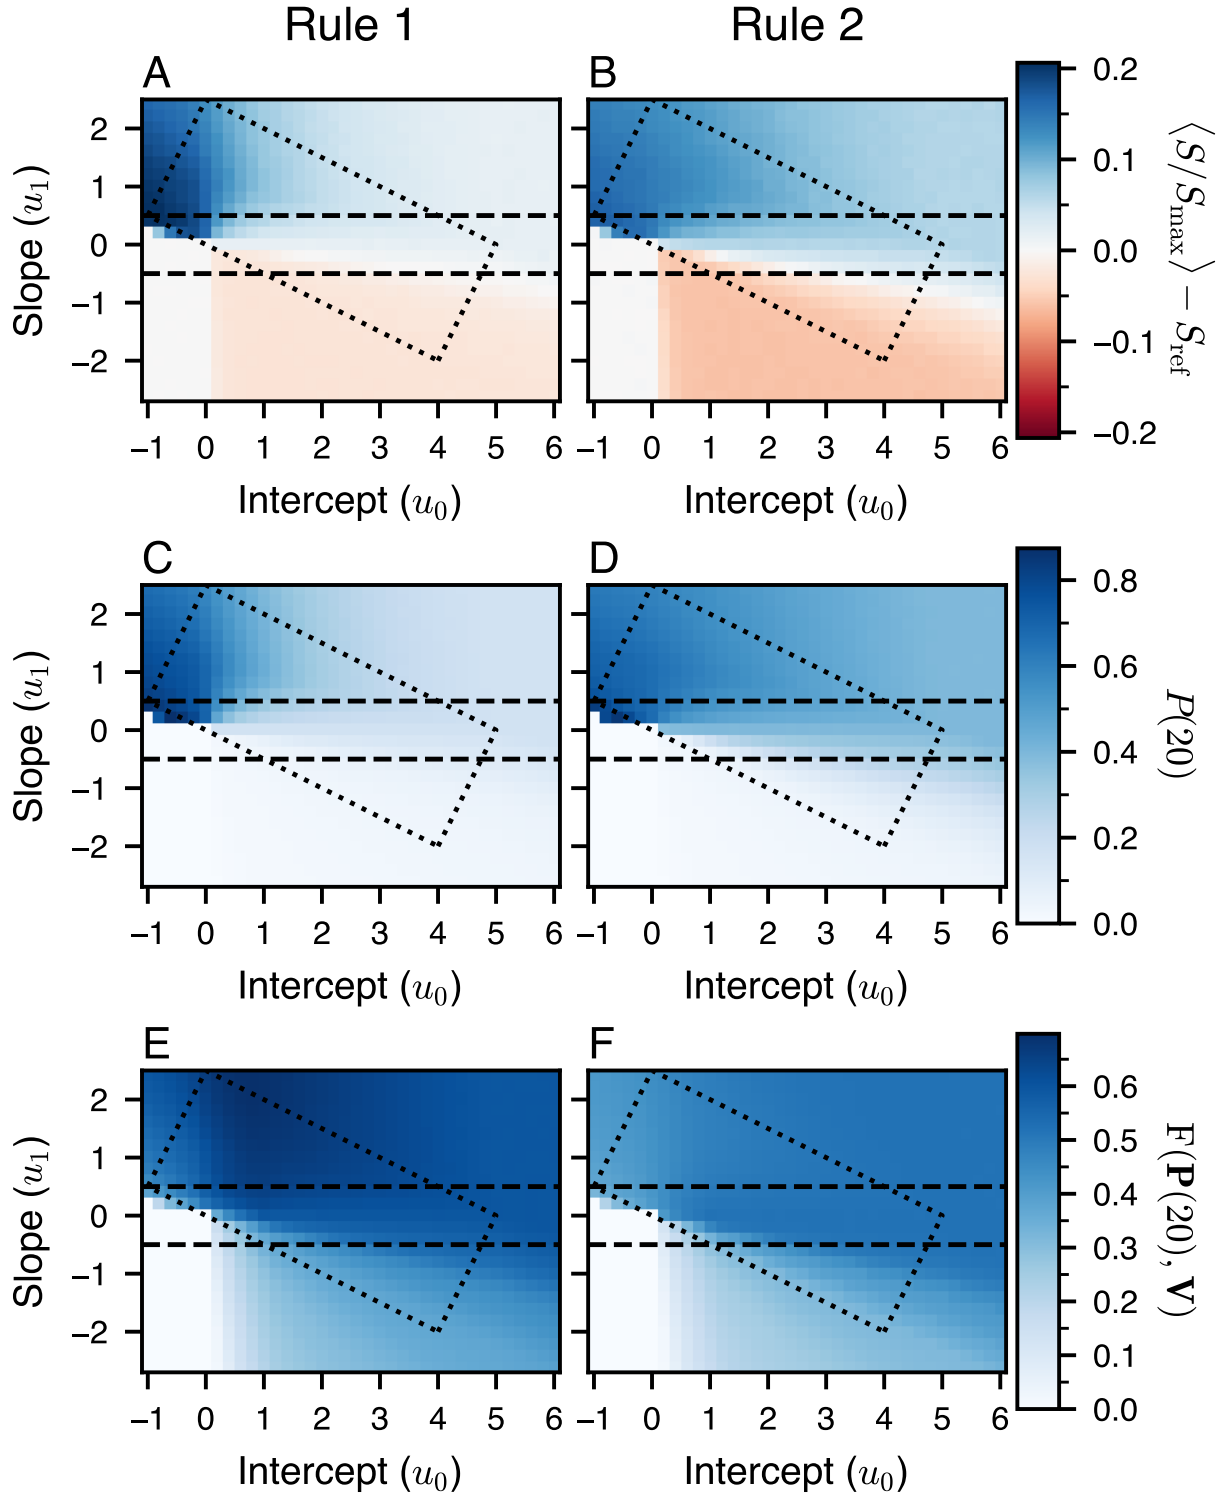 Rule 1 Rule 2
A B
2 1 0 −1 −2
Slope (u1)
−1 0 1 2 3 4 5 6 −1 0 1 2 3 4 5 6
Intercept (u0) Intercept (u0)
0.2 0.1 0.0 −0.1 −0.2
⟨S/Smax⟩ − Sref
C D
2 1 0 −1 −2
Slope (u1)
−1 0 1 2 3 4 5 6 −1 0 1 2 3 4 5 6
Intercept (u0) Intercept (u0)
0.8 0.6 0.4 0.2 0.0
P(20)
E F
2 1 0 −1 −2
Slope (u1)
−1 0 1 2 3 4 5 6 −1 0 1 2 3 4 5 6
Intercept (u0) Intercept (u0)
0.6 0.5 0.4 0.3 0.2 0.1 0.0
F(P(20), V)